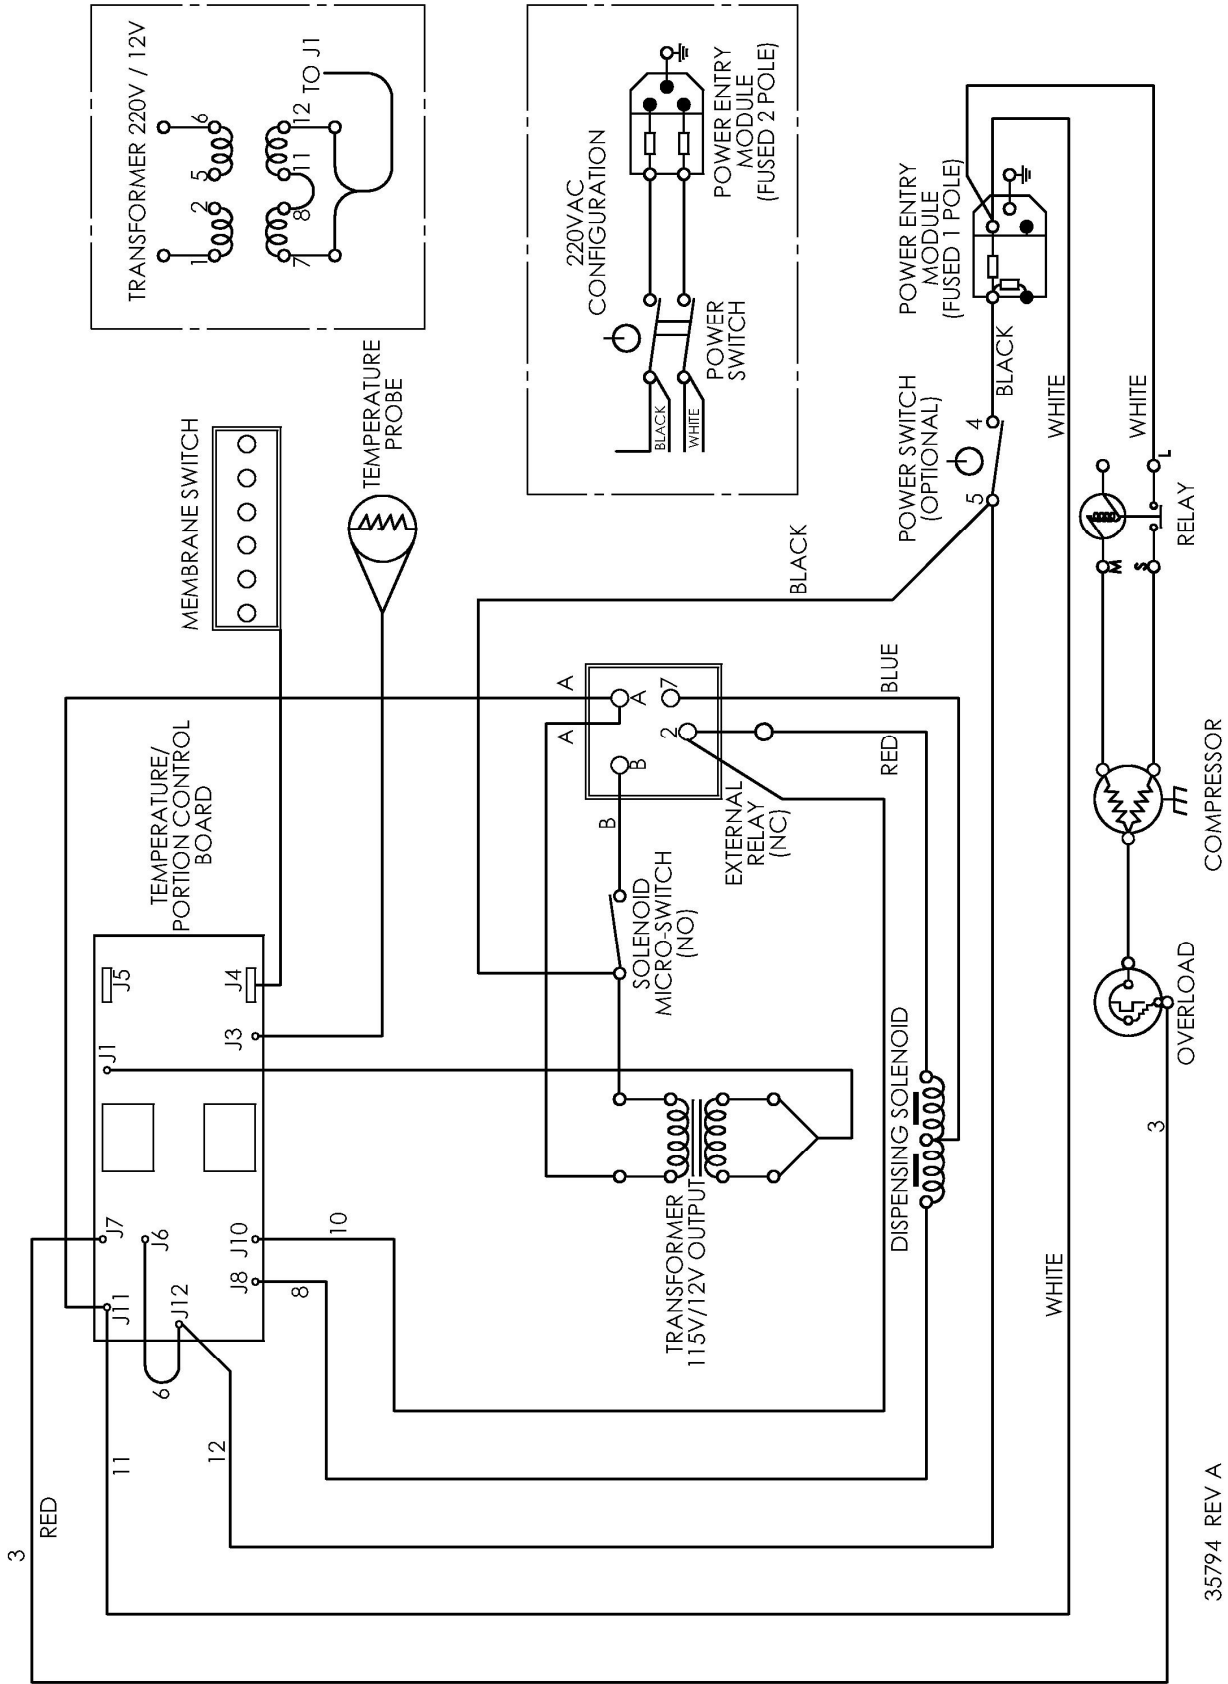 TRANSFORMER 220V / 12V
1
2
5
6
7
8
11
12
TO J1
MEMBRANE SWITCH
TEMPERATURE
PROBE
220VAC
CONFIGURATION
POWER ENTRY
MODULE
(FUSED 2 POLE)
POWER
SWITCH
BLACK
WHITE
TEMPERATURE/
PORTION CONTROL
BOARD
J5
J4
J3
J1
J7
J6
J10
J8
J11
J12
3
RED
6
11
12
10
8
A
A
A
7
2
B
B
EXTERNAL
RELAY
(NC)
SOLENOID
MICRO-SWITCH
(NO)
TRANSFORMER
115V/12V OUTPUT
DISPENSING SOLENOID
BLUE
RED
BLACK
POWER SWITCH
(OPTIONAL)
5
4
BLACK
POWER ENTRY
MODULE
(FUSED 1 POLE)
WHITE
WHITE
WHITE
M
S
L
RELAY
COMPRESSOR
OVERLOAD
3
35794 REV A